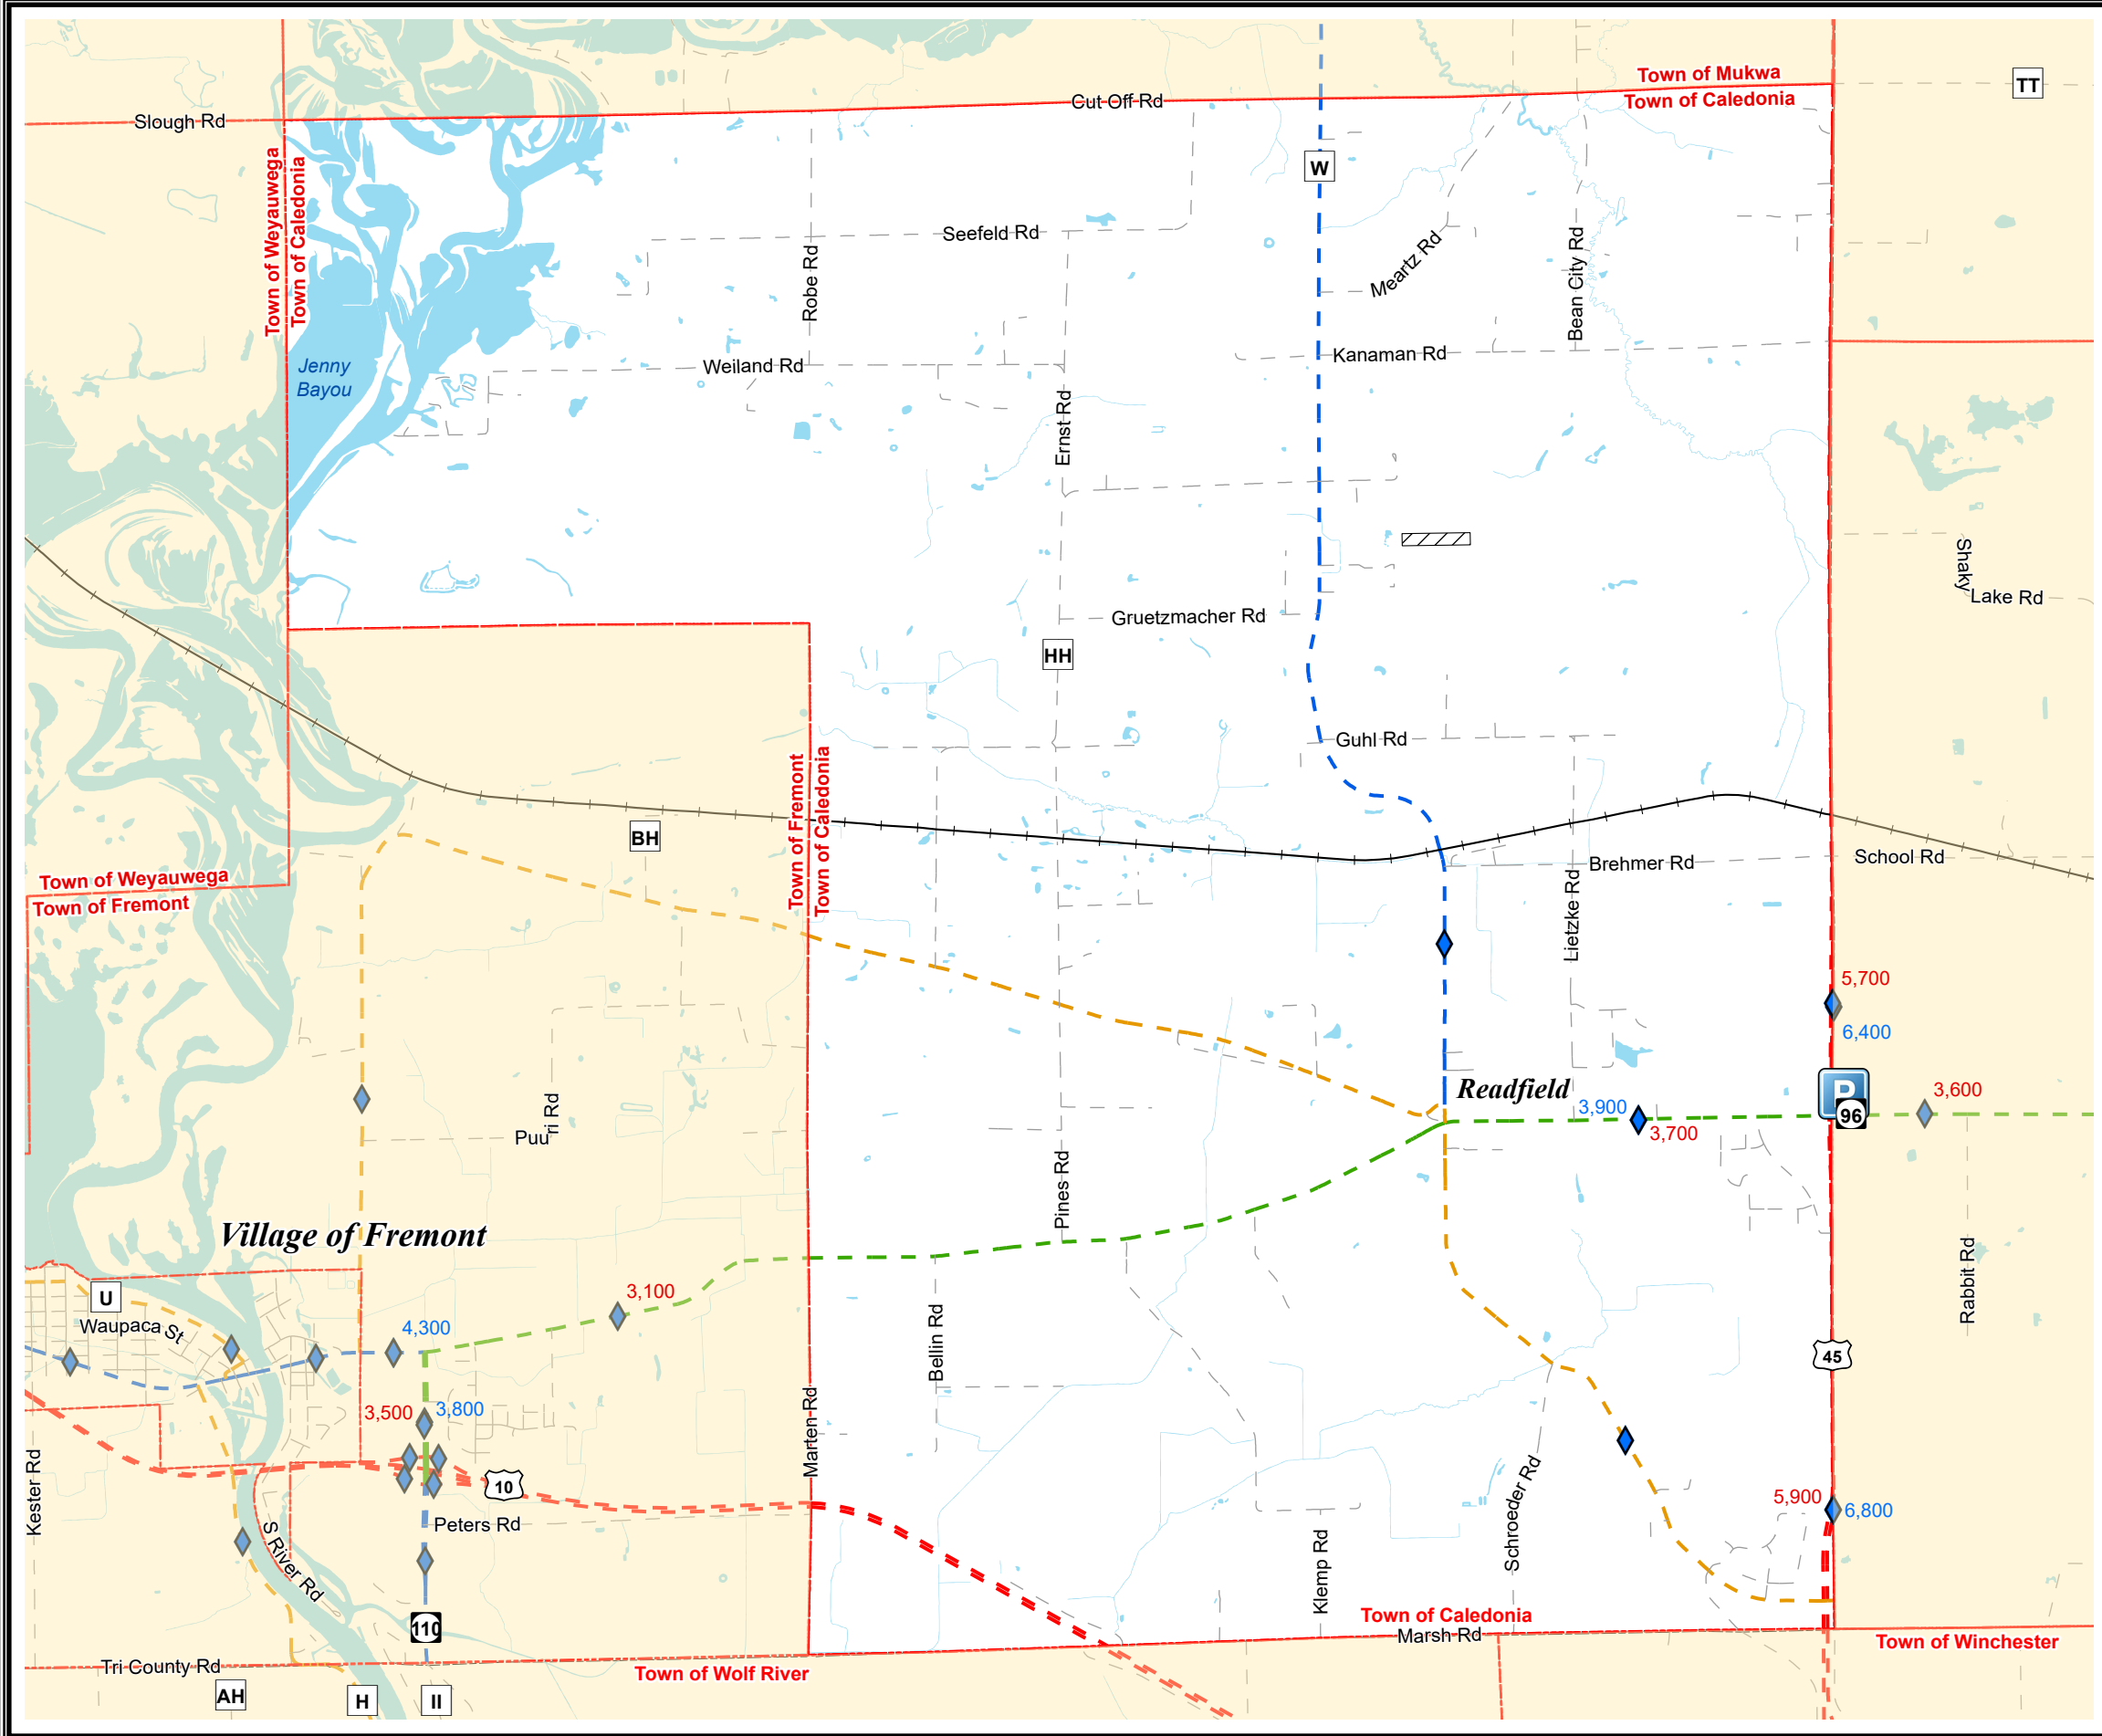 Town of Mukwa
Town of Caledonia
TT
Cut Off Rd
Slough Rd
W
Town of Weyauwega
Town of Caledonia
Seefeld Rd
Robe Rd
Meartz Rd
Bean City Rd
Jenny
Bayou
Weiland Rd
Kanaman Rd
Ernst Rd
Shaky
Lake Rd
Gruetzmacher Rd
HH
Guhl Rd
Town of Fremont
Town of Caledonia
BH
Brehmer Rd
School Rd
Town of Weyauwega
Town of Fremont
Lietzke Rd
5,700
6,400
Readfield
P
96
3,600
3,900
3,700
Puu
ri Rd
Pines Rd
Village of Fremont
Rabbit Rd
U
Waupaca St
3,100
4,300
Bellin Rd
45
3,500
3,800
Marten Rd
Kester Rd
10
Schroeder Rd
5,900
6,800
Peters Rd
S River Rd
Klemp Rd
110
Town of Caledonia
Marsh Rd
Town of Winchester
Tri County Rd
Town of Wolf River
AH
H
II